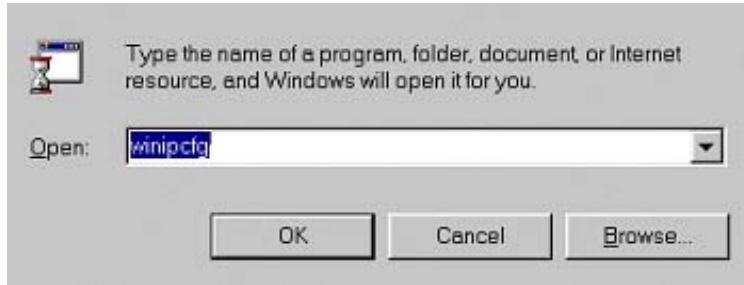 Type the name of a program, folder, document, or Internet
resource, and Windows will open it for you.
Open: winipcfg
OK Cancel Browse...